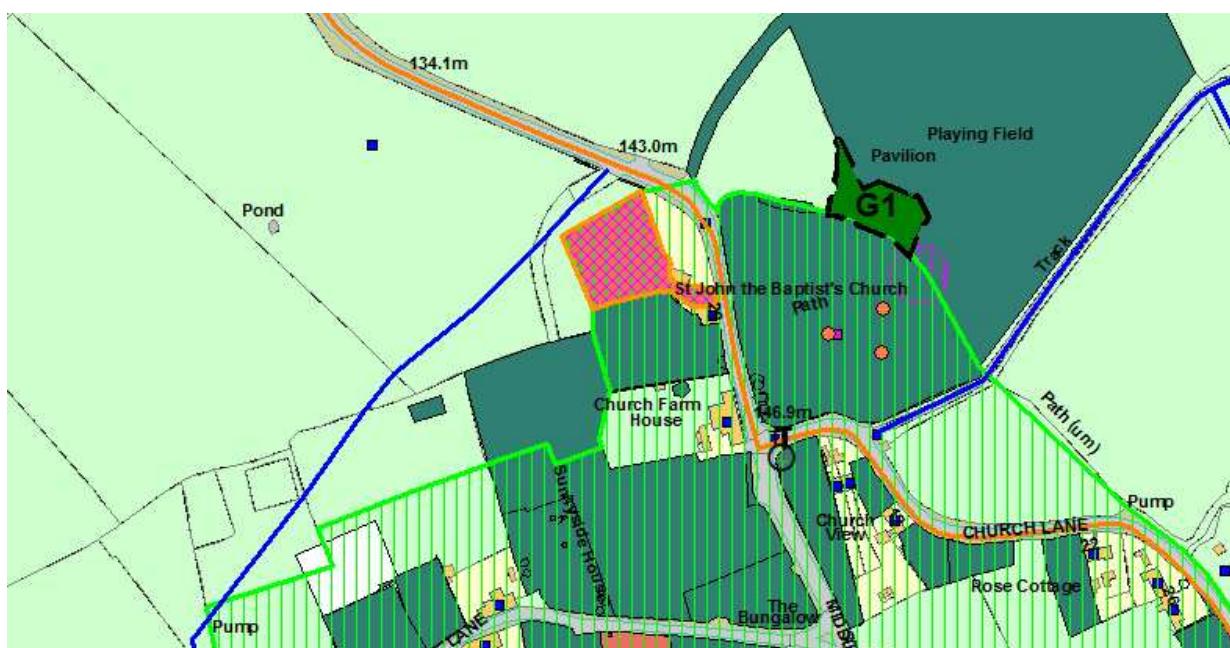 134.1m
143.0m
Playing Field
Pavilion
G1
Pond
Track
St John the Baptist's Church
Path
Church Farm
House
146.9m
Path (um)
Sunnyside House
Pump
Church
View
CHURCH LANE
22
Rose Cottage
The
Bungalow
Pump
LANE